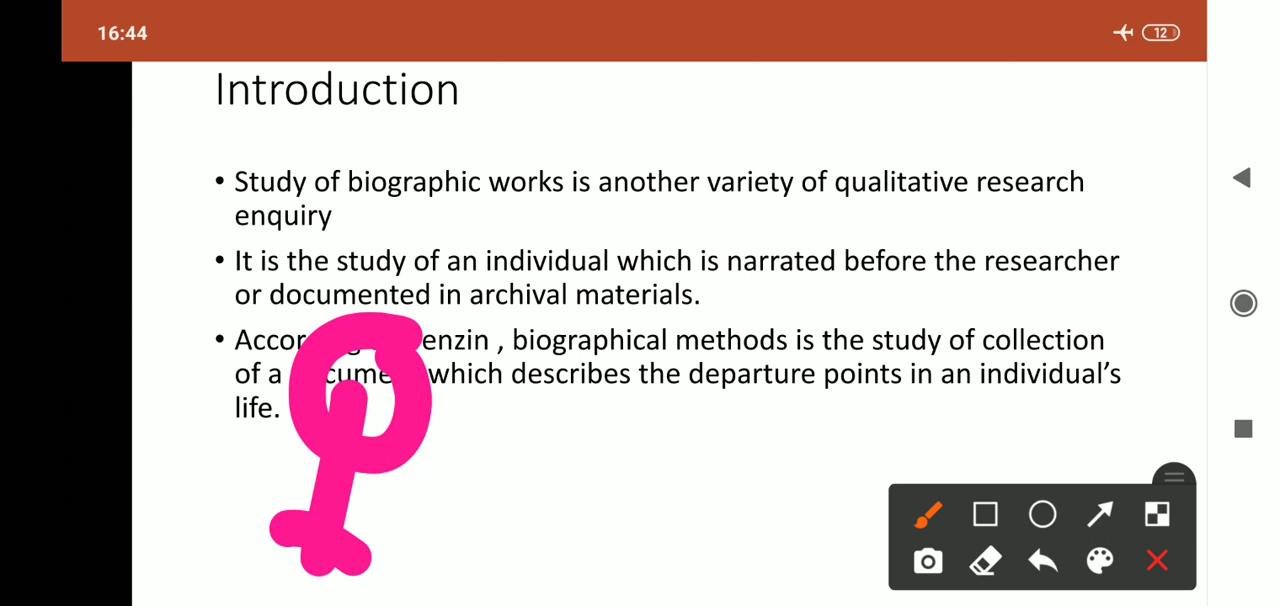 16:44
12
Introduction
• Study of biographic works is another variety of qualitative research
enquiry
• It is the study of an individual which is narrated before the researcher
or documented in archival materials.
• enzin , biographical methods is the study of collection
of a which describes the departure points in an individual’s
life.